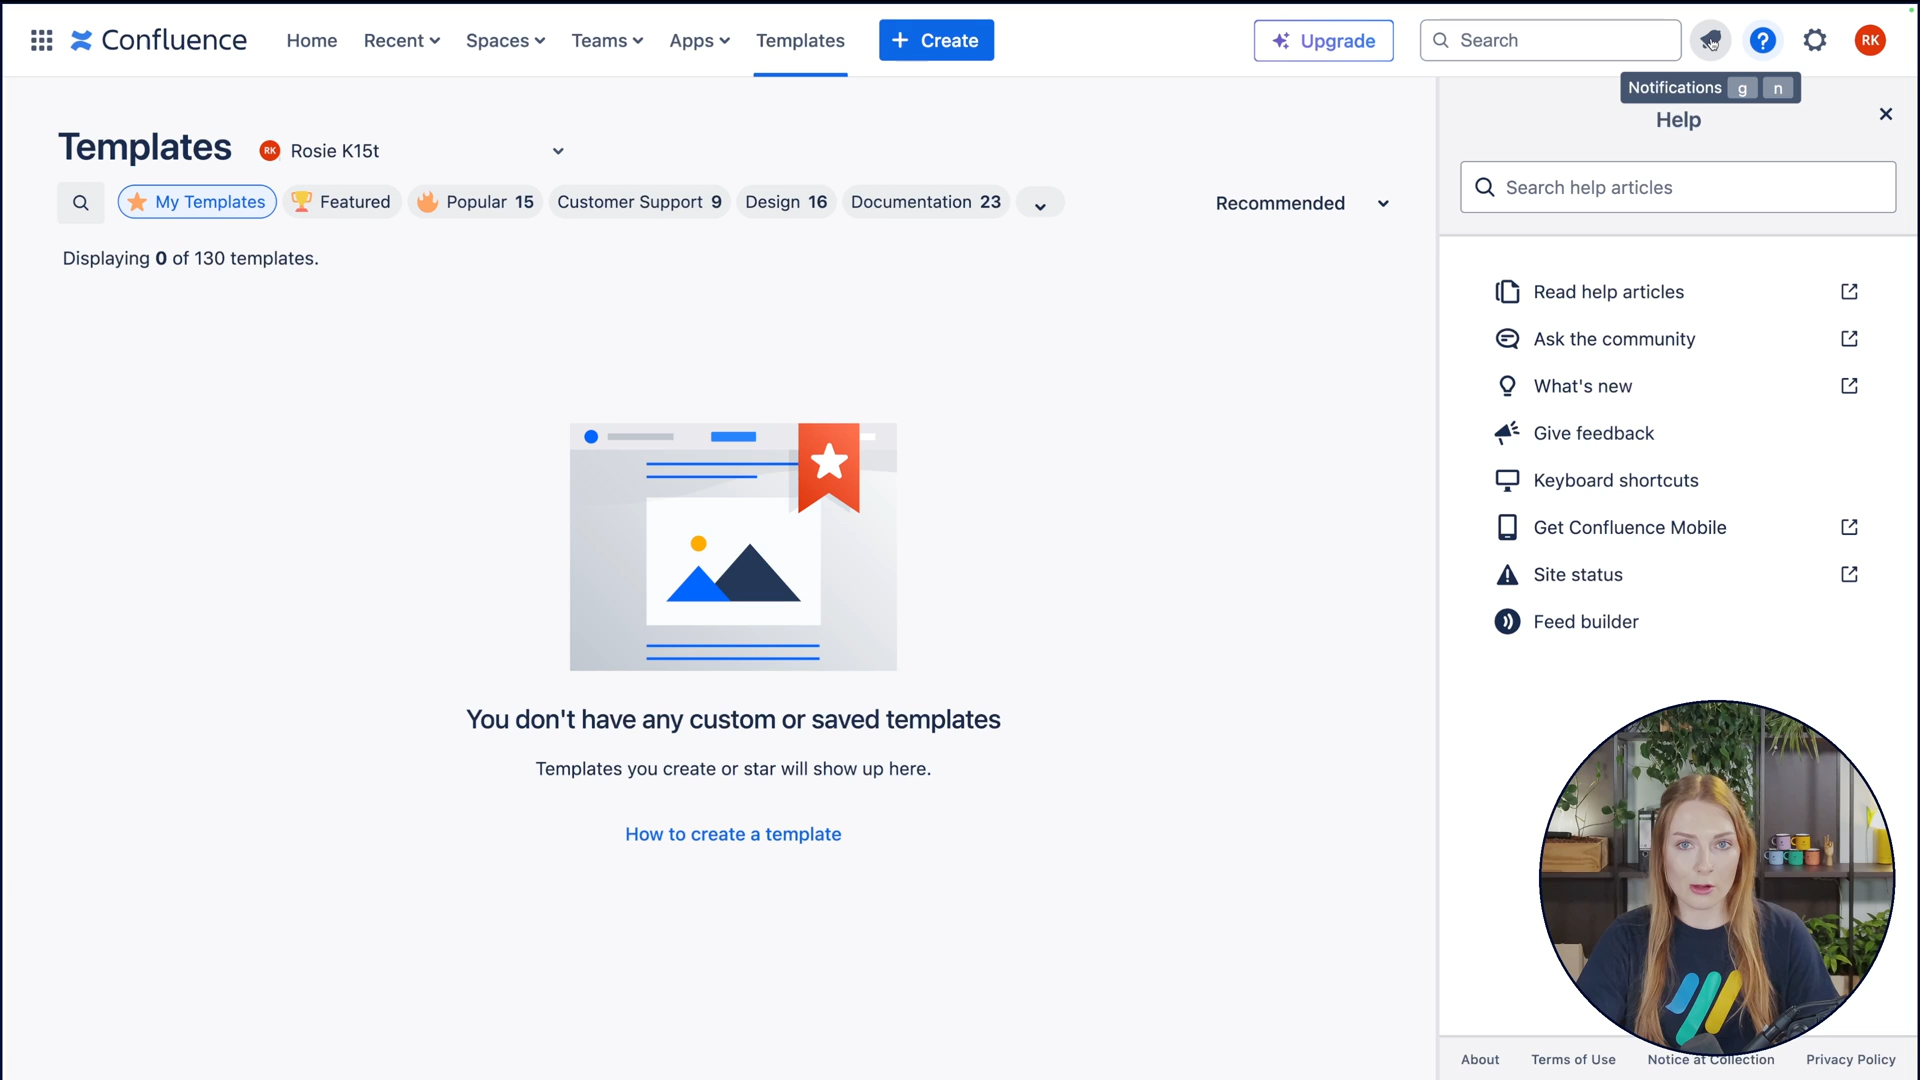 Confluence
Home
Recent
Spaces
Teams
Apps
Templates
Create
Upgrade
Search
RK
Notifications g n
Help
Templates
RK
Rosie K15t
My Templates
Featured
Popular 15
Customer Support 9
Design 16
Documentation 23
Recommended
Search help articles
Displaying 0 of 130 templates.
Read help articles
Ask the community
What's new
Give feedback
Keyboard shortcuts
Get Confluence Mobile
Site status
Feed builder
You don't have any custom or saved templates
Templates you create or star will show up here.
How to create a template
About
Terms of Use
Notice at Collection
Privacy Policy